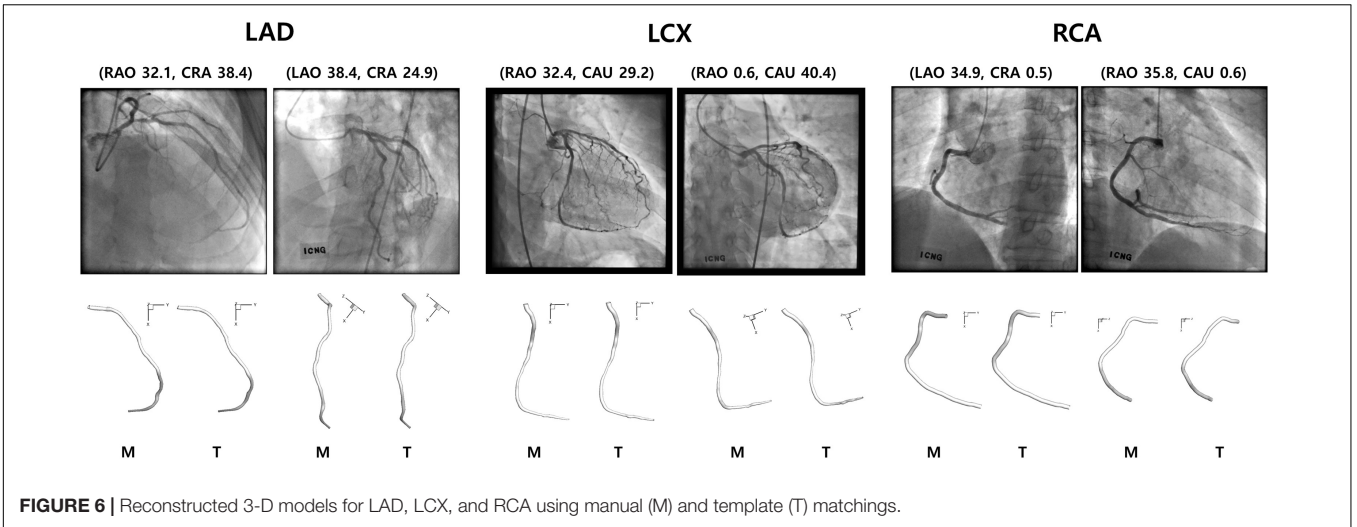 LAD LCX RCA
(RAO 32.1, CRA 38.4) (LAO 38.4, CRA 24.9) (RAO 32.4, CAU 29.2) (RAO 0.6, CAU 40.4) (LAO 34.9, CRA 0.5) (RAO 35.8, CAU 0.6)
ICNG ICNG ICNG ICNG
M T M T M T M T M T M T
FIGURE 6 | Reconstructed 3-D models for LAD, LCX, and RCA using manual (M) and template (T) matchings.